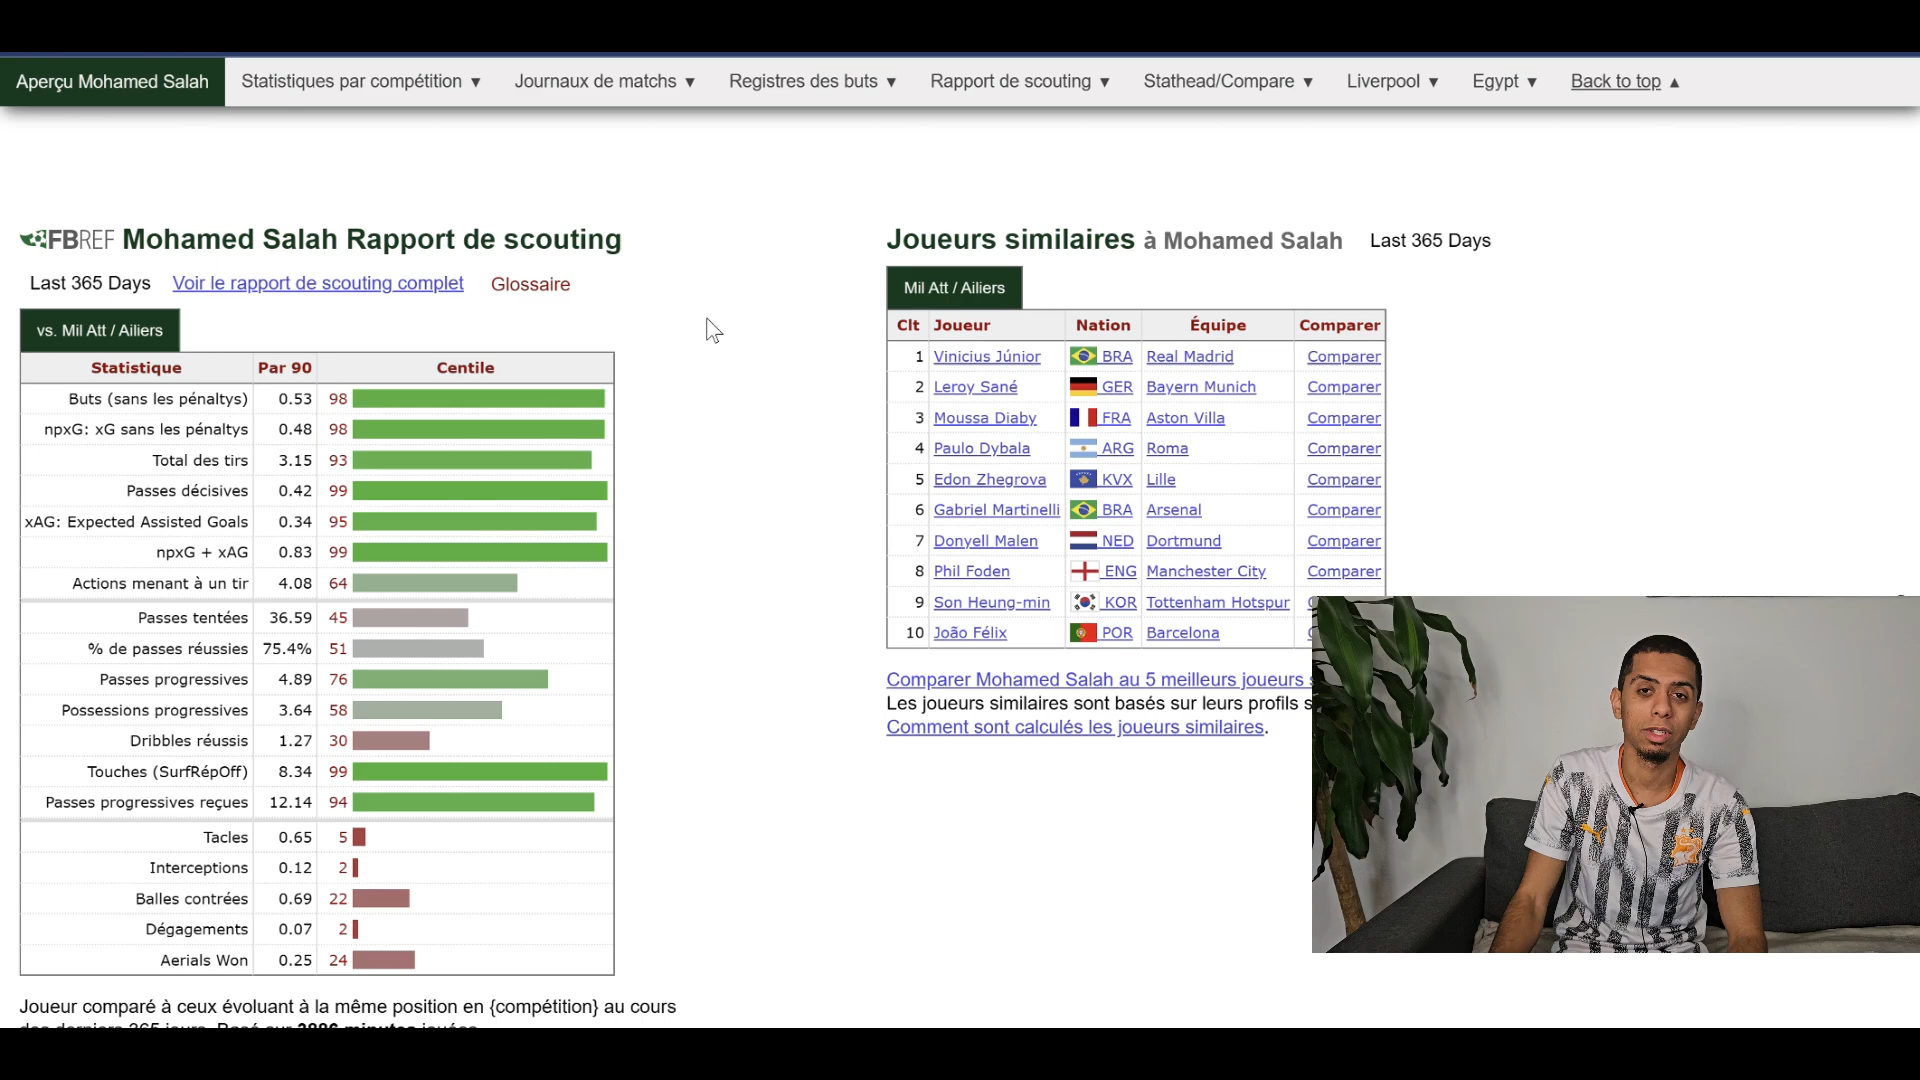 Aperçu Mohamed Salah Statistiques par compétition ▼ Journaux de matchs ▼ Registres des buts ▼ Rapport de scouting ▼ Stathead/Compare ▼ Liverpool ▼ Egypt ▼ Back to top ▲
FBREF Mohamed Salah Rapport de scouting
Last 365 Days Voir le rapport de scouting complet Glossaire
vs. Mil Att / Ailiers
Statistique Par 90 Centile
Buts (sans les pénaltys) 0.53 98
npxG: xG sans les pénaltys 0.48 98
Total des tirs 3.15 93
Passes décisives 0.42 99
xAG: Expected Assisted Goals 0.34 95
npxG + xAG 0.83 99
Actions menant à un tir 4.08 64
Passes tentées 36.59 45
% de passes réussies 75.4% 51
Passes progressives 4.89 76
Possessions progressives 3.64 58
Dribbles réussis 1.27 30
Touches (SurfRépOff) 8.34 99
Passes progressives reçues 12.14 94
Tacles 0.65 5
Interceptions 0.12 2
Balles contrées 0.69 22
Dégagements 0.07 2
Aerials Won 0.25 24
Joueur comparé à ceux évoluant à la même position en {compétition} au cours
des derniers 365 jours. Basé sur 3886 minutes jouées
Joueurs similaires à Mohamed Salah Last 365 Days
Mil Att / Ailiers
Clt Joueur Nation Équipe Comparer
1 Vinicius Júnior BRA Real Madrid Comparer
2 Leroy Sané GER Bayern Munich Comparer
3 Moussa Diaby FRA Aston Villa Comparer
4 Paulo Dybala ARG Roma Comparer
5 Edon Zhegrova KVX Lille Comparer
6 Gabriel Martinelli BRA Arsenal Comparer
7 Donyell Malen NED Dortmund Comparer
8 Phil Foden ENG Manchester City Comparer
9 Son Heung-min KOR Tottenham Hotspur
10 João Félix POR Barcelona
Comparer Mohamed Salah au 5 meilleurs joueurs
Les joueurs similaires sont basés sur leurs profils
Comment sont calculés les joueurs similaires.